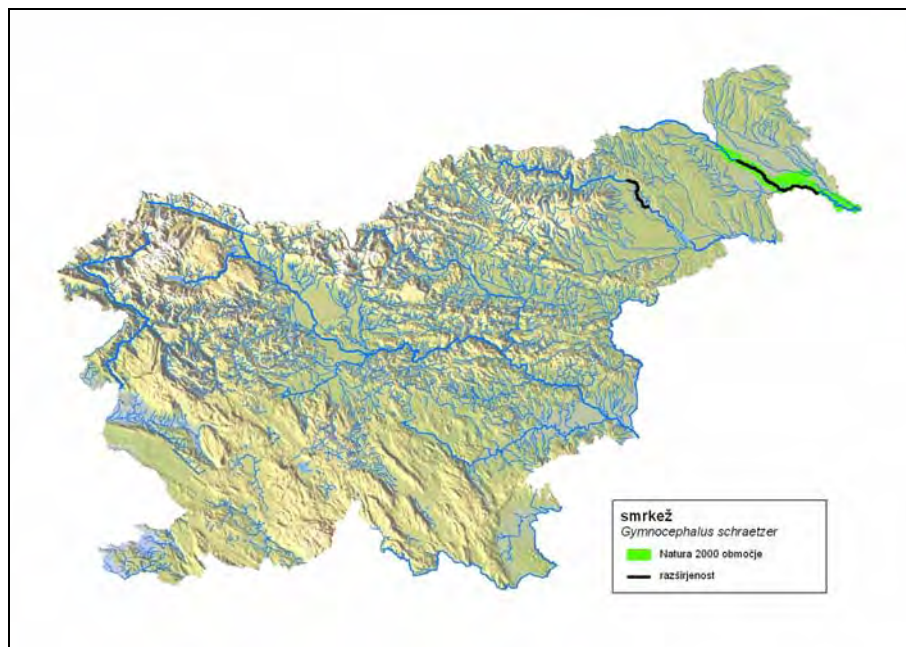 smrkež
Gymnocephalus schraetzer
Natura 2000 območje
razširjenost